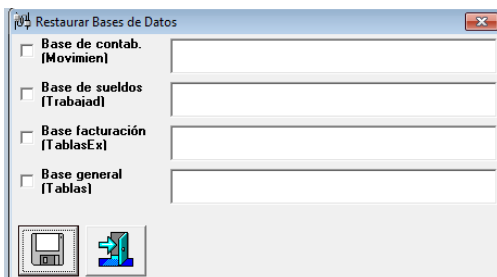 Restaurar Bases de Datos
Base de contab.
(Movimien)
Base de sueldos
(Trabajad)
Base facturación
(TablasEx)
Base general
(Tablas)